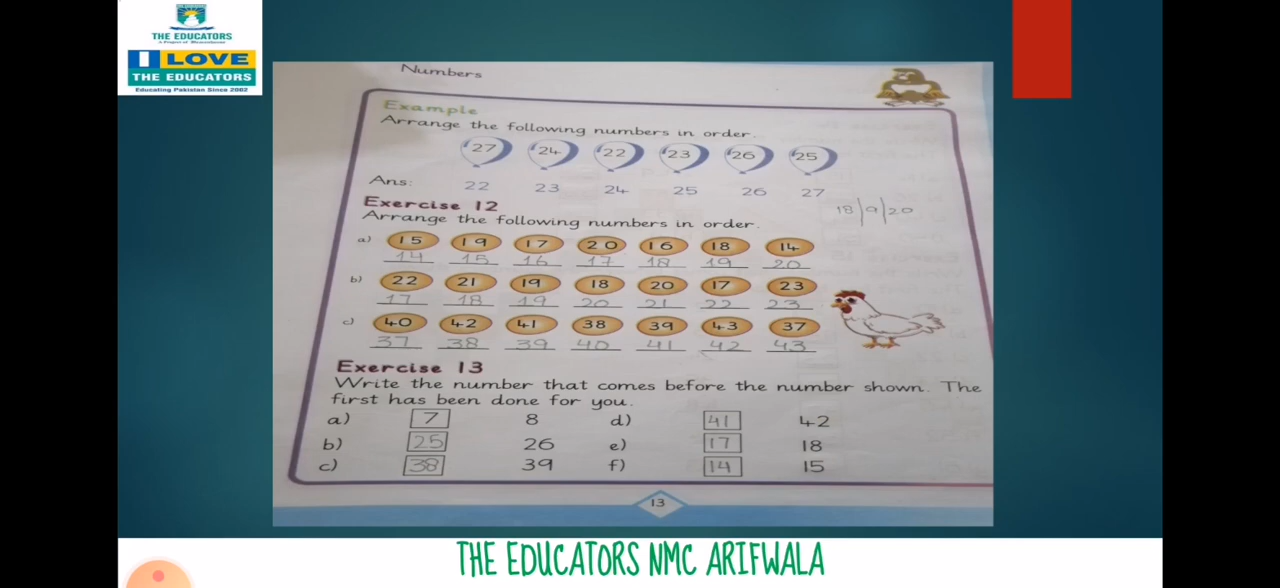 THE EDUCATORS
I LOVE
THE EDUCATORS
Educating Pakistan Since 2002
Numbers
Example
Arrange the following numbers in order.
27 24 22 23 26 25
Ans: 22 23 24 25 26 27
18|9|20
Exercise 12
Arrange the following numbers in order.
a) 15 19 17 20 16 18 14
14 15 16 17 18 19 20
b) 22 21 19 18 20 17 23
17 18 19 20 21 22 23
c) 40 42 41 38 39 43 37
37 38 39 40 41 42 43
Exercise 13
Write the number that comes before the number shown. The
first has been done for you.
a) 7 8 d) 41 42
b) 25 26 e) 17 18
c) 38 39 f) 14 15
13
THE EDUCATORS NMC ARIFWALA